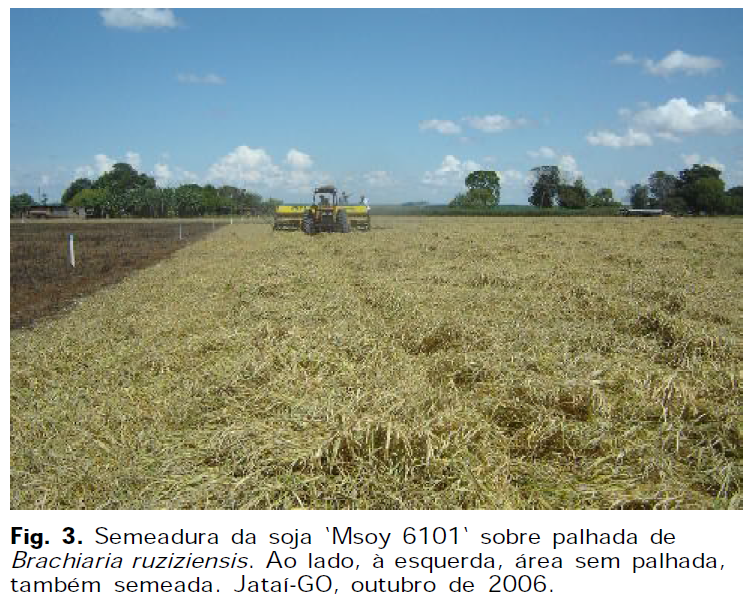 Fig. 3. Semeadura da soja ‘Msoy 6101‘ sobre palhada de
Brachiaria ruziziensis. Ao lado, à esquerda, área sem palhada,
também semeada. Jataí-GO, outubro de 2006.